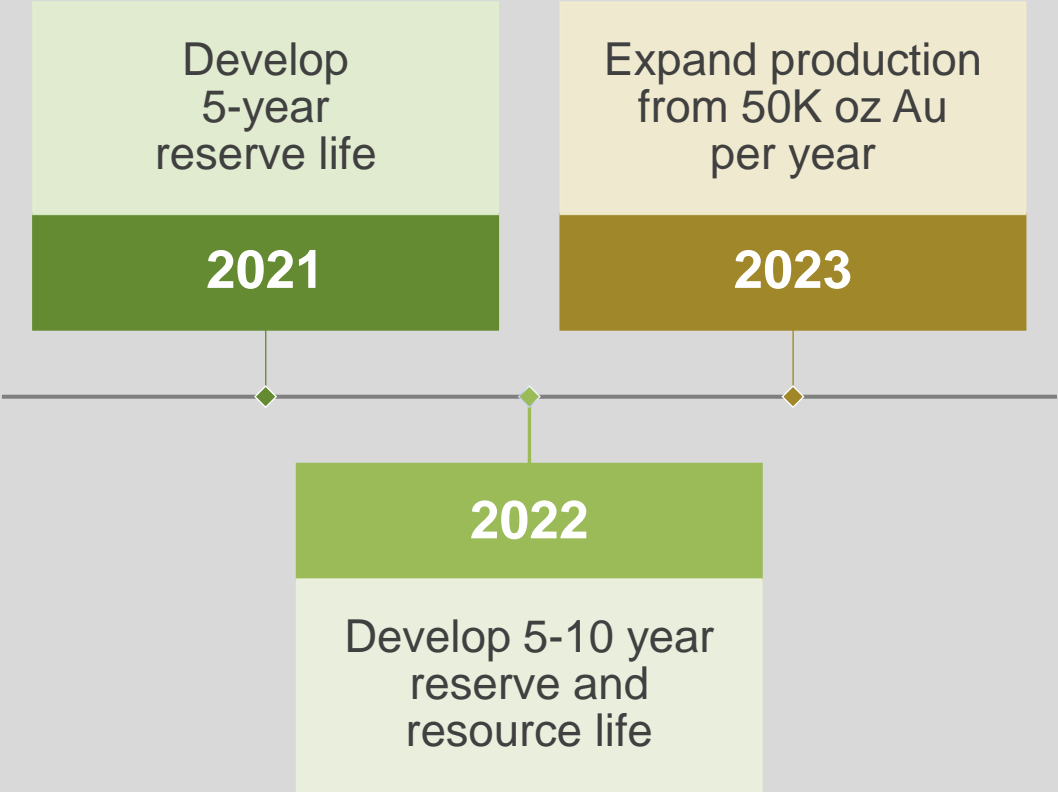 Develop
5-year
reserve life
2021
Expand production
from 50K oz Au
per year
2023
2022
Develop 5-10 year
reserve and
resource life